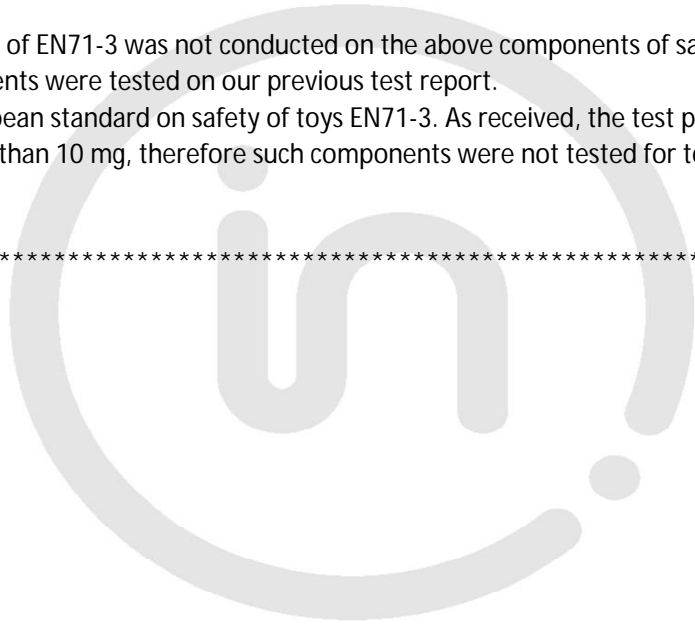 of EN71-3 was not conducted on the above components of sa
ents were tested on our previous test report.
pean standard on safety of toys EN71-3. As received, the test p
than 10 mg, therefore such components were not tested for t
***************************************************
in